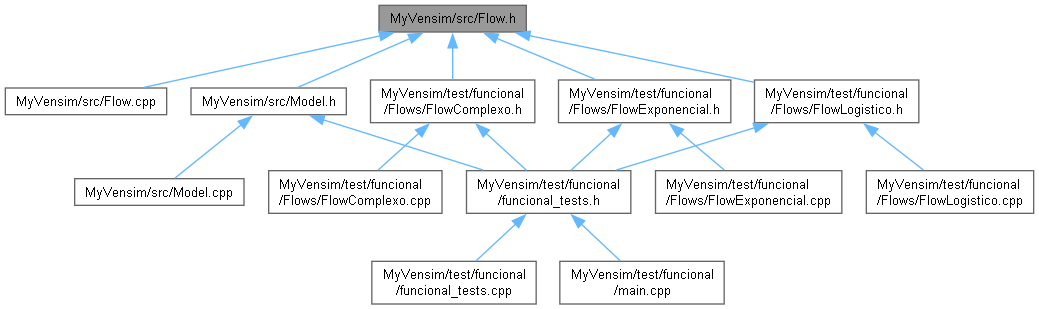 MyVensim/src/Flow.h
MyVensim/src/Flow.cpp
MyVensim/src/Model.h
MyVensim/test/funcional
/Flows/FlowComplexo.h
MyVensim/test/funcional
/Flows/FlowExponencial.h
MyVensim/test/funcional
/Flows/FlowLogistico.h
MyVensim/src/Model.cpp
MyVensim/test/funcional
/Flows/FlowComplexo.cpp
MyVensim/test/funcional
/funcional_tests.h
MyVensim/test/funcional
/Flows/FlowExponencial.cpp
MyVensim/test/funcional
/Flows/FlowLogistico.cpp
MyVensim/test/funcional
/funcional_tests.cpp
MyVensim/test/funcional
/main.cpp